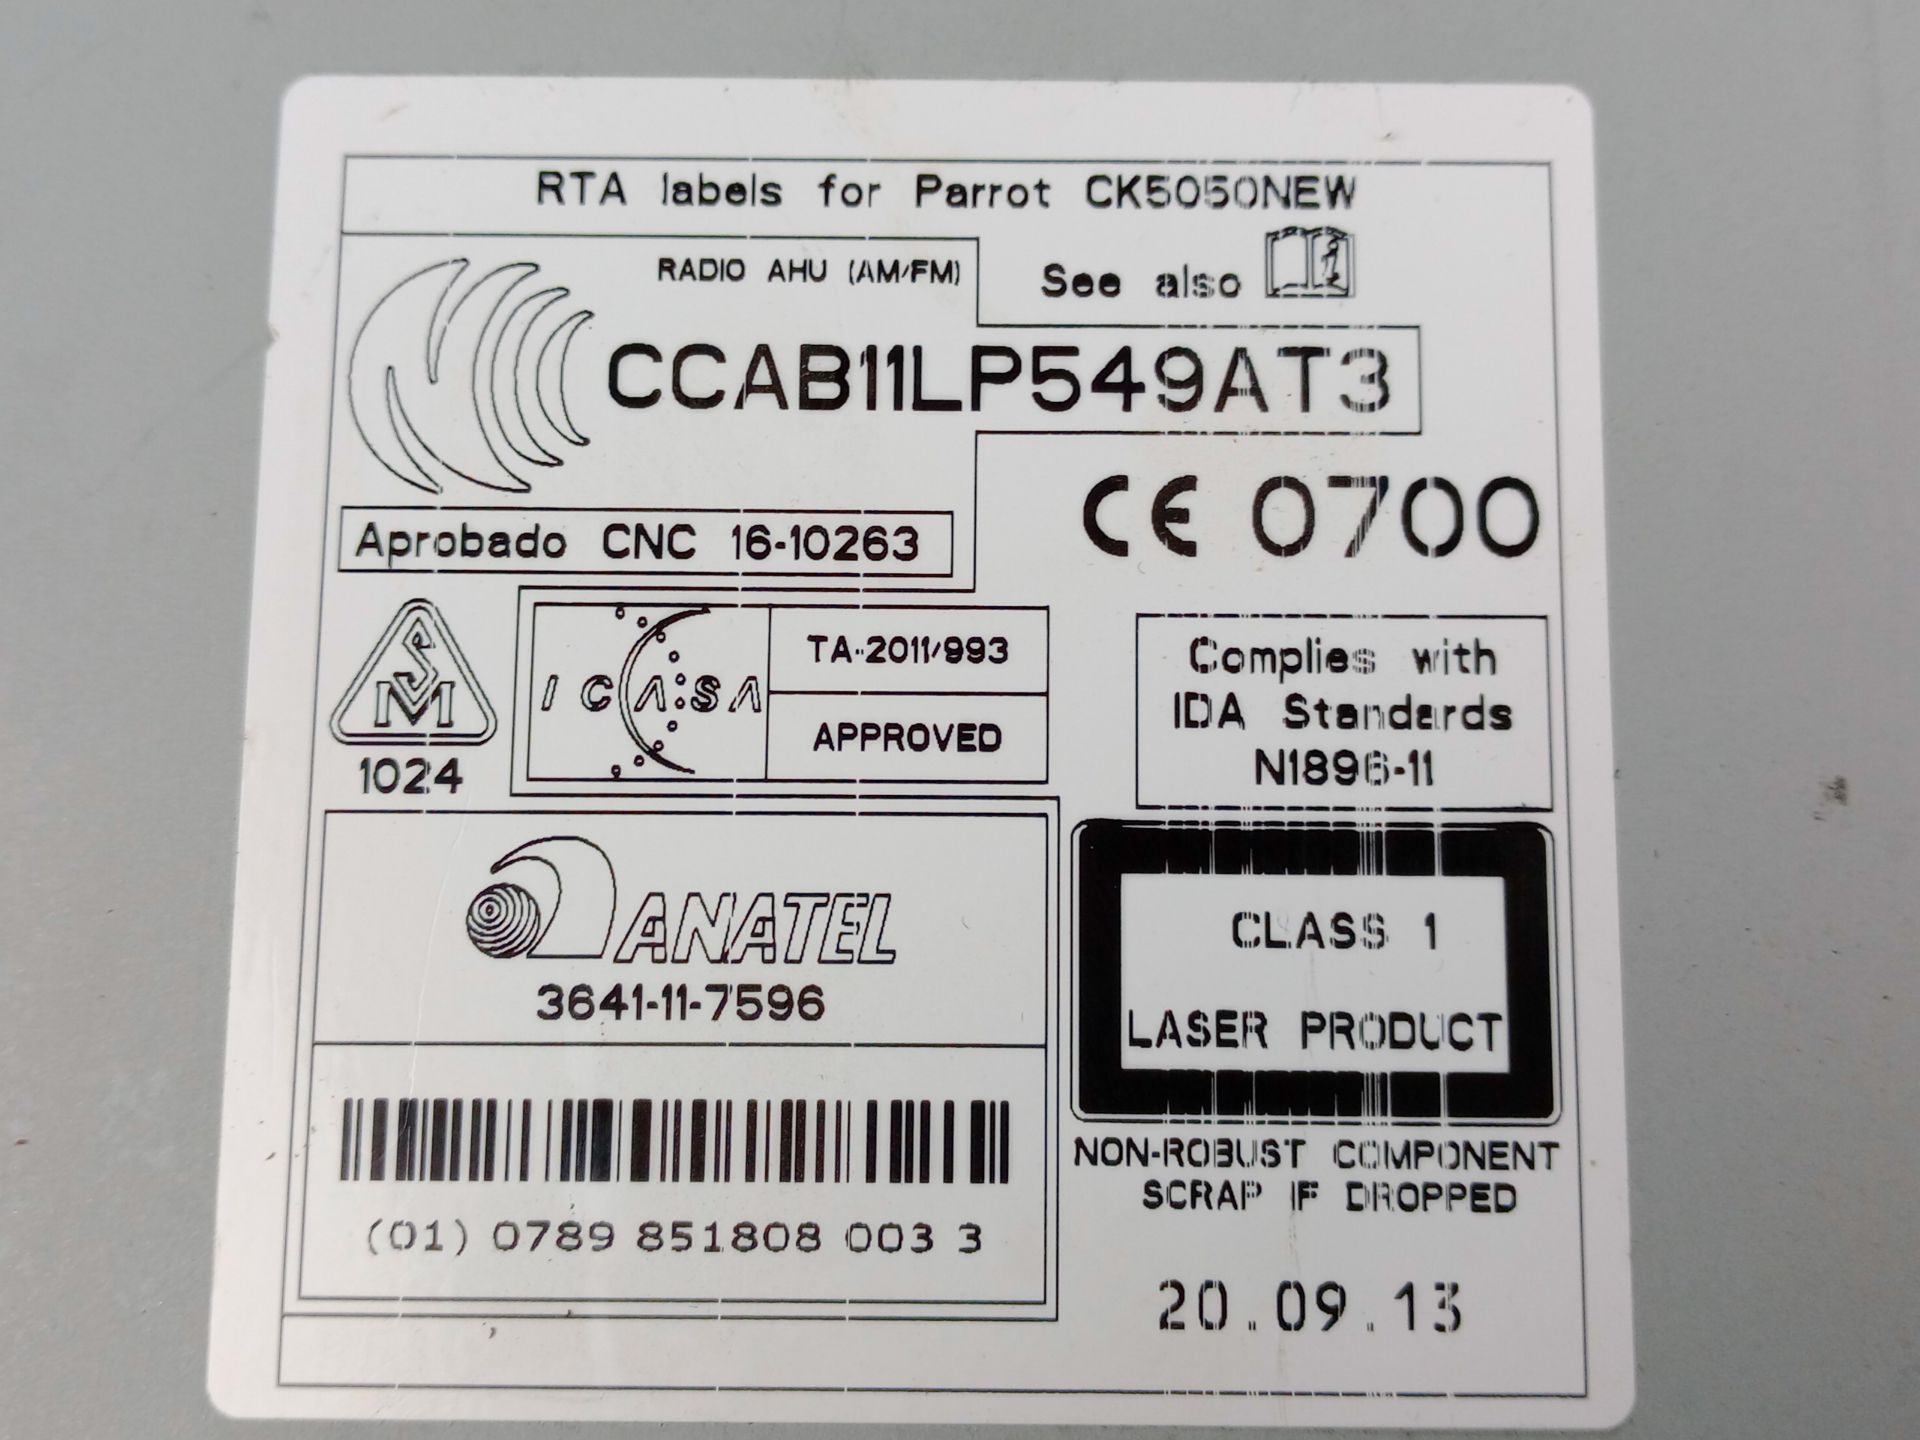 RTA labels for Parrot CK5050NEW
RADIO AHU (AM/FM)
See also
CCAB11LP549AT3
CE 0700
Aprobado CNC 16-10263
SM
1024
ICASA
TA-2011/993
APPROVED
Complies with
IDA Standards
N1896-11
ANATEL
3641-11-7596
CLASS 1
LASER PRODUCT
(01) 0789 851808 003 3
NON-ROBUST COMPONENT
SCRAP IF DROPPED
20.09.13